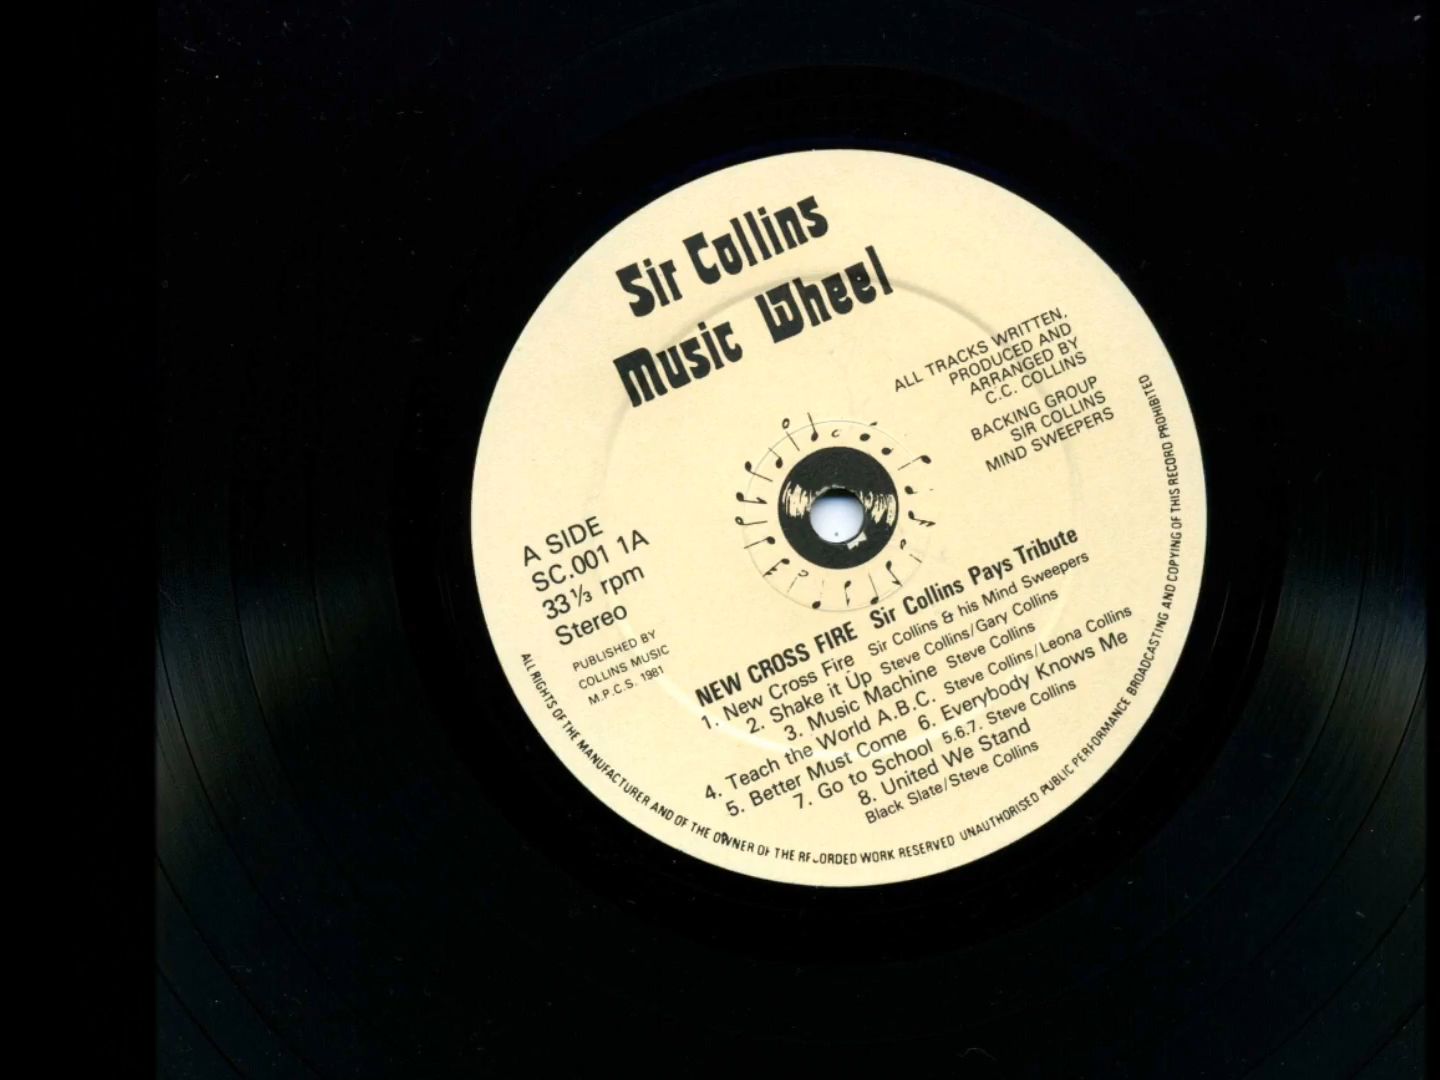 Sir Collins
Music Wheel
ALL TRACKS WRITTEN,
PRODUCED AND
ARRANGED BY
C.C. COLLINS
BACKING GROUP
SIR COLLINS
MIND SWEEPERS
A SIDE
SC.001 1A
33⅓ rpm
Stereo
PUBLISHED BY
COLLINS MUSIC
M.P.C.S. 1981
NEW CROSS FIRE Sir Collins Pays Tribute
1. New Cross Fire Sir Collins & his Mind Sweepers
2. Shake it Up Steve Collins/Gary Collins
3. Music Machine Steve Collins
4. Teach the World A.B.C. Steve Collins/Leona Collins
5. Better Must Come 6. Everybody Knows Me
7. Go to School 5.6.7. Steve Collins
8. United We Stand
Black Slate/Steve Collins
ALL RIGHTS OF THE MANUFACTURER AND OF THE OWNER OF THE RECORDED WORK RESERVED UNAUTHORISED PUBLIC PERFORMANCE BROADCASTING AND COPYING OF THIS RECORD PROHIBITED